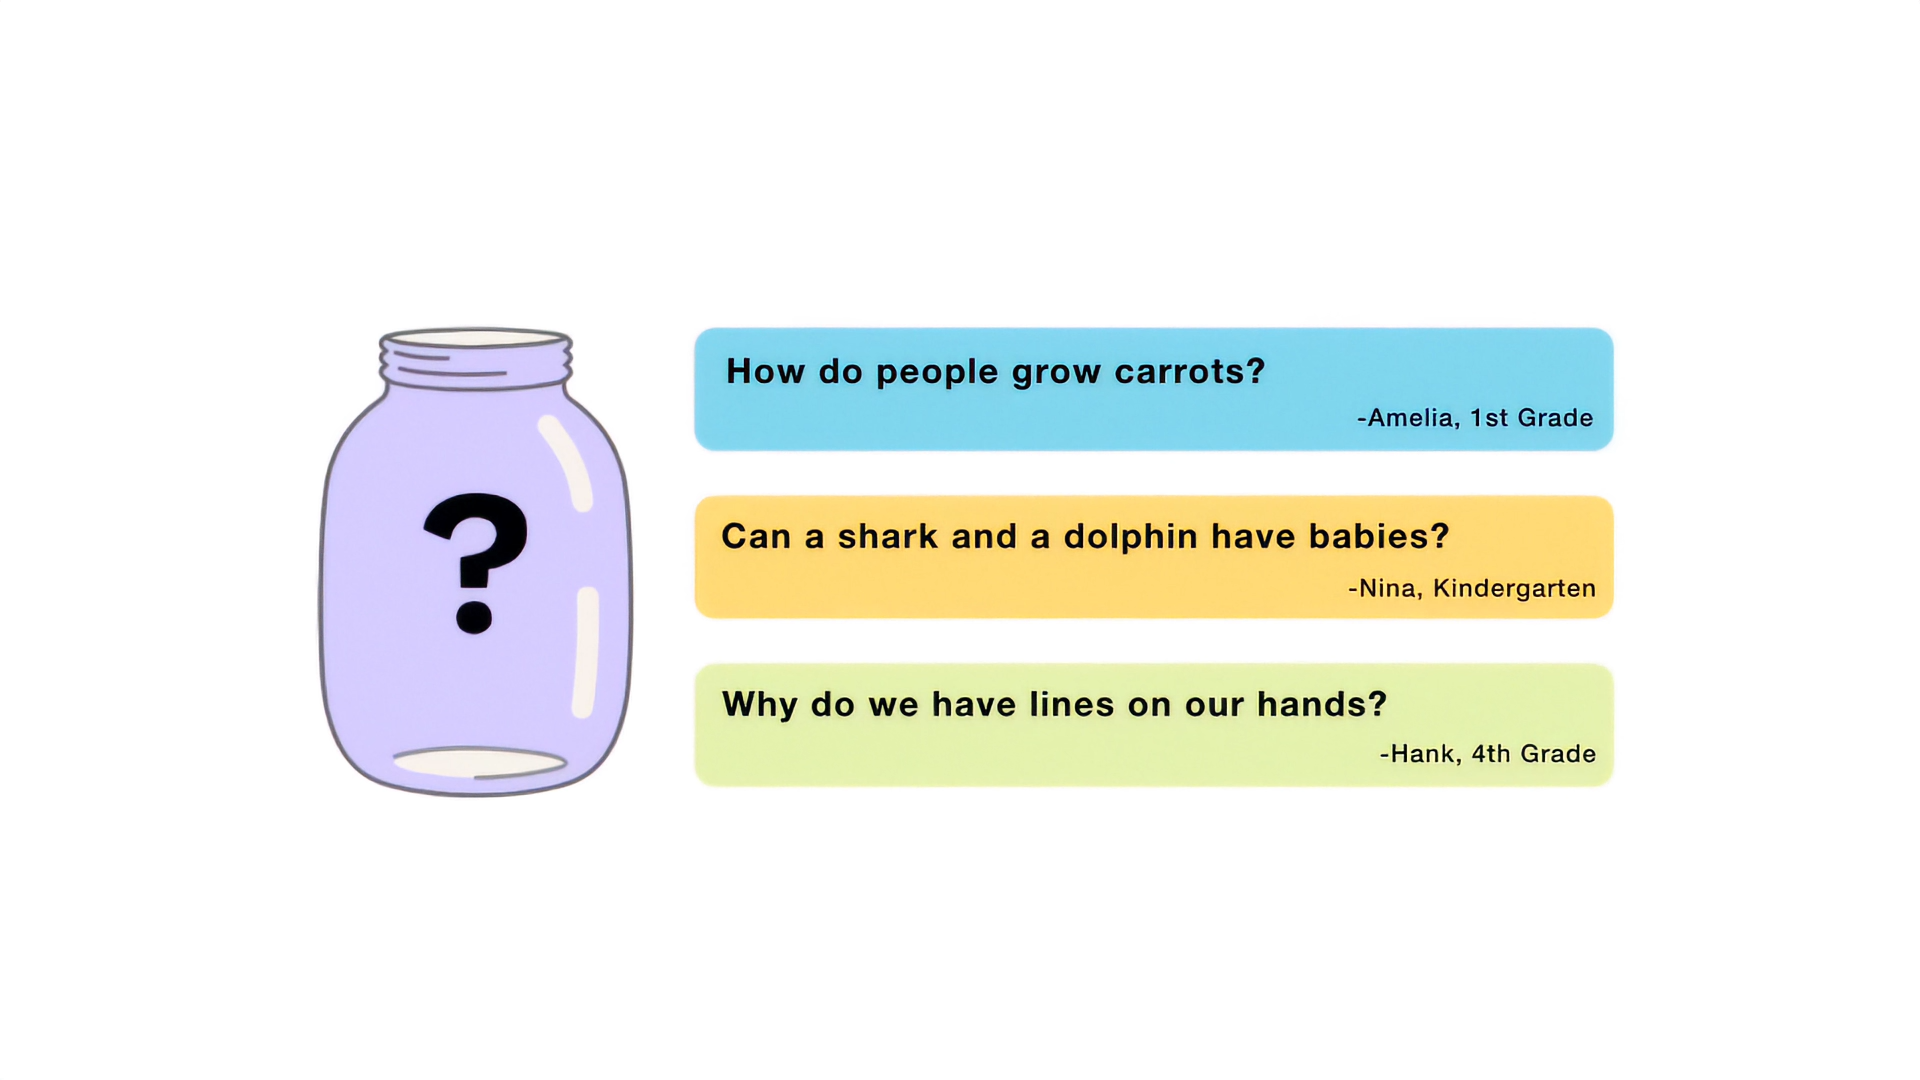 ?
How do people grow carrots?
-Amelia, 1st Grade
Can a shark and a dolphin have babies?
-Nina, Kindergarten
Why do we have lines on our hands?
-Hank, 4th Grade